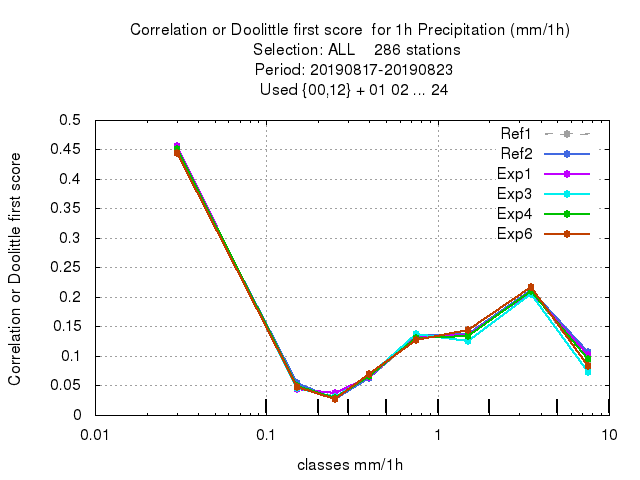 Correlation or Doolittle first score  for 1h Precipitation (mm/1h)
Selection: ALL    286 stations
Period: 20190817-20190823
Used {00,12} + 01 02 ... 24
Correlation or Doolittle first score
0.5
0.45
0.4
0.35
0.3
0.25
0.2
0.15
0.1
0.05
0
Ref1
Ref2
Exp1
Exp3
Exp4
Exp6
0.01 0.1 1 10
classes mm/1h